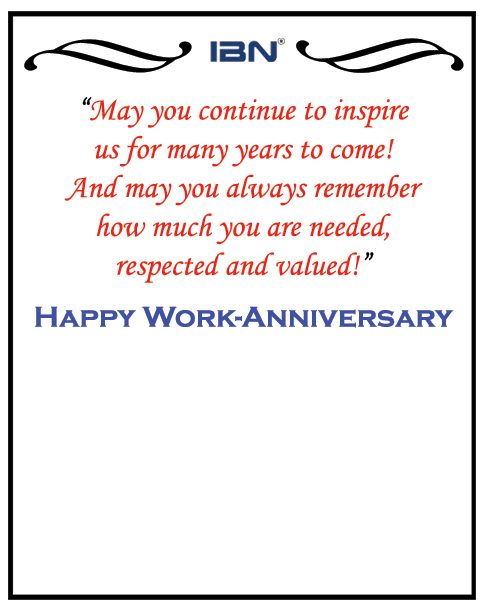 IBN®
“May you continue to inspire
us for many years to come!
And may you always remember
how much you are needed,
respected and valued!”
Happy Work-Anniversary